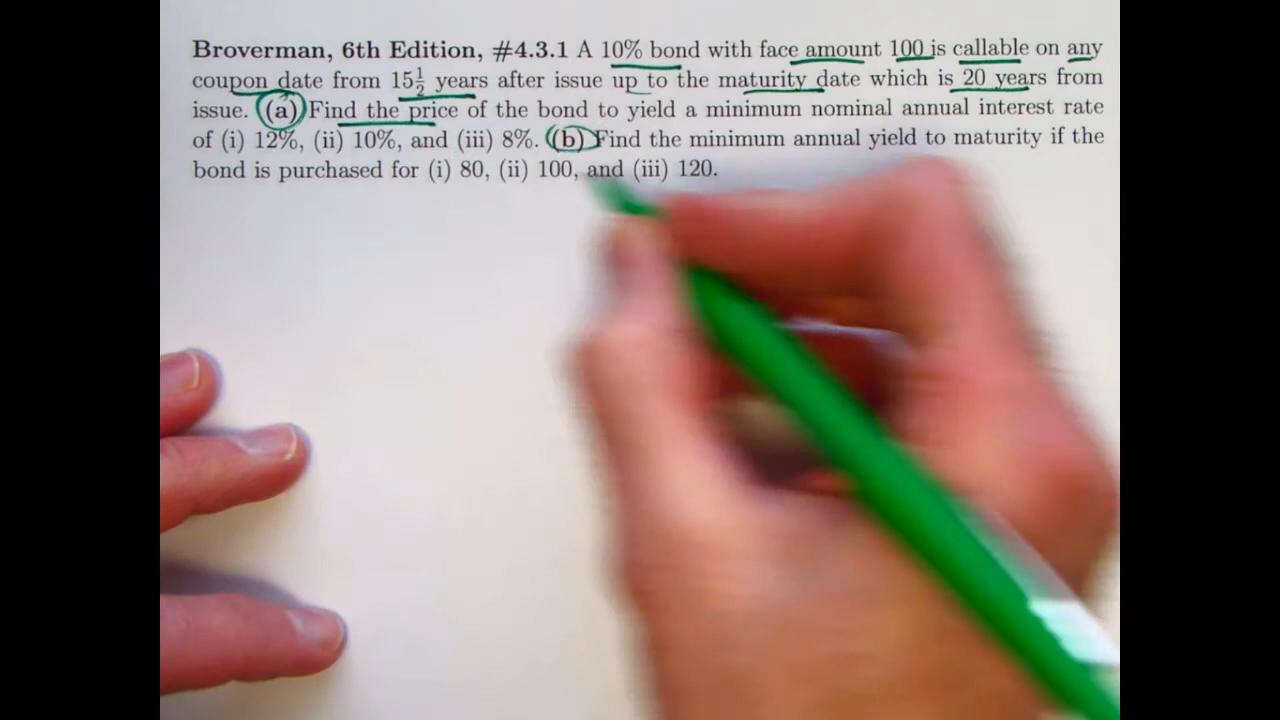 Broverman, 6th Edition, #4.3.1 A 10% bond with face amount 100 is callable on any
coupon date from 15½ years after issue up to the maturity date which is 20 years from
issue. (a) Find the price of the bond to yield a minimum nominal annual interest rate
of (i) 12%, (ii) 10%, and (iii) 8%. (b) Find the minimum annual yield to maturity if the
bond is purchased for (i) 80, (ii) 100, and (iii) 120.